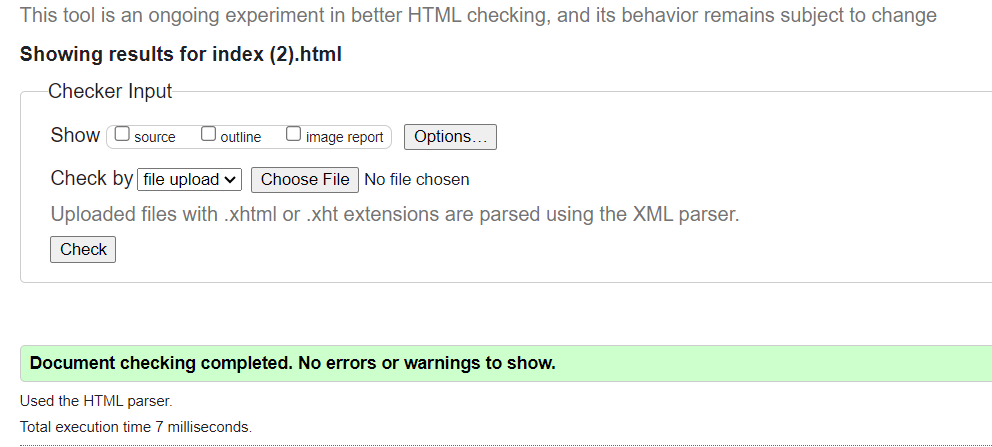 This tool is an ongoing experiment in better HTML checking, and its behavior remains subject to change
Showing results for index (2).html
Checker Input
Show source outline image report Options...
Check by file upload Choose File No file chosen
Uploaded files with .xhtml or .xht extensions are parsed using the XML parser.
Check
Document checking completed. No errors or warnings to show.
Used the HTML parser.
Total execution time 7 milliseconds.